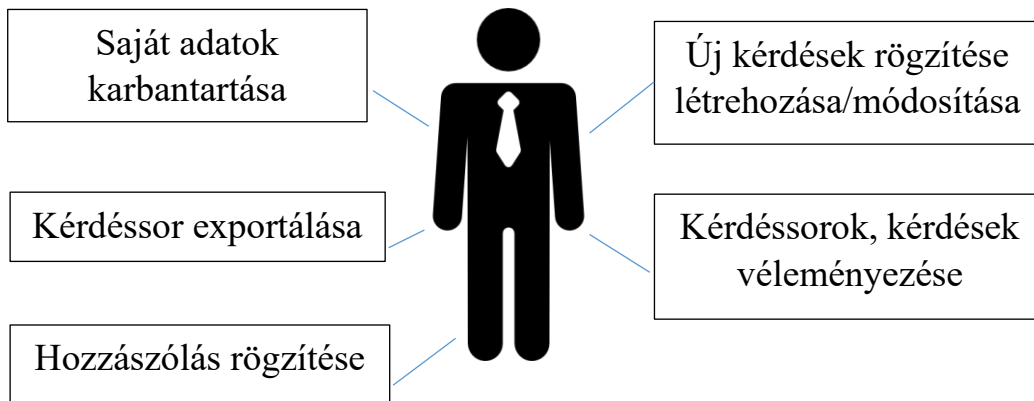 Saját adatok
karbantartása
Új kérdések rögzítése
létrehozása/módosítása
Kérdéssor exportálása
Kérdéssorok, kérdések
véleményezése
Hozzászólás rögzítése